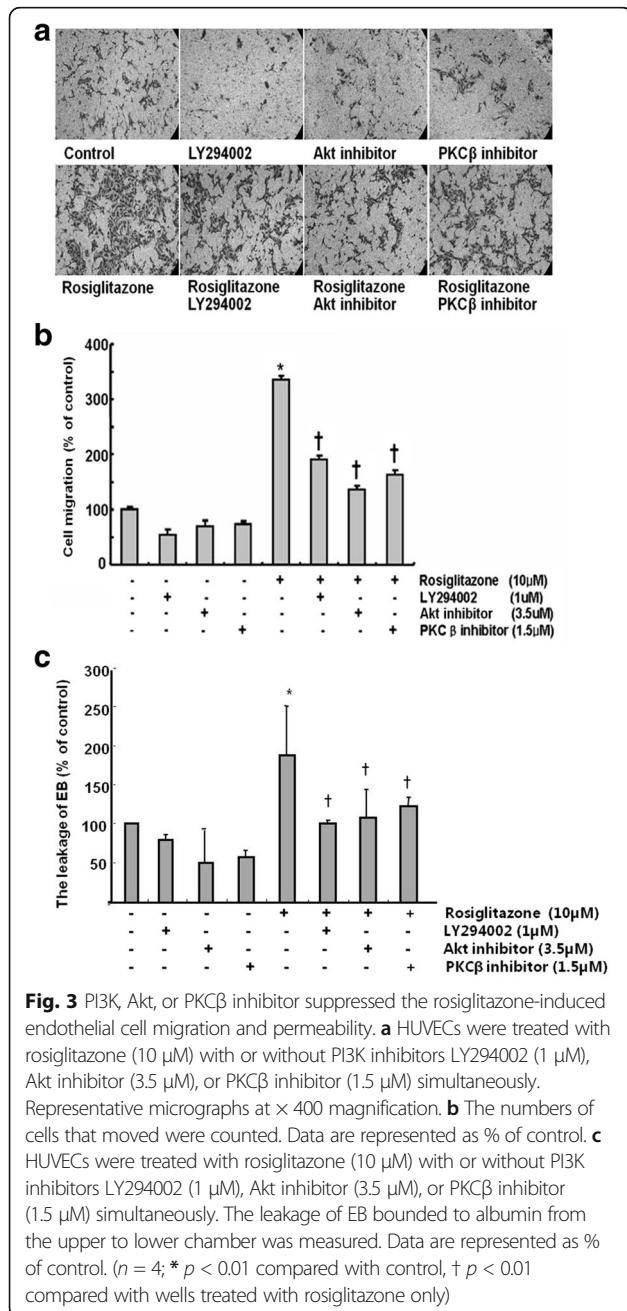 a
Control LY294002 Akt inhibitor PKCβ inhibitor
Rosiglitazone Rosiglitazone Rosiglitazone Rosiglitazone
LY294002 Akt inhibitor PKCβ inhibitor
b
Cell migration (% of control)
400
300
200
100
0
*
†
†
†
- - - - + + + + Rosiglitazone (10µM)
- + - - - + - - LY294002 (1uM)
- - + - - - + - Akt inhibitor (3.5uM)
- - - + - - - + PKC β inhibitor (1.5µM)
c
The leakage of EB (% of control)
300
250
200
150
100
50
*
†
†
†
- - - - + + + + Rosiglitazone (10µM)
- + - - - + - - LY294002 (1µM)
- - + - - - + - Akt inhibitor (3.5µM)
- - - + - - - + PKCβ inhibitor (1.5µM)
Fig. 3 PI3K, Akt, or PKCβ inhibitor suppressed the rosiglitazone-induced
endothelial cell migration and permeability. a HUVECs were treated with
rosiglitazone (10 µM) with or without PI3K inhibitors LY294002 (1 µM),
Akt inhibitor (3.5 µM), or PKCβ inhibitor (1.5 µM) simultaneously.
Representative micrographs at × 400 magnification. b The numbers of
cells that moved were counted. Data are represented as % of control. c
HUVECs were treated with rosiglitazone (10 µM) with or without PI3K
inhibitors LY294002 (1 µM), Akt inhibitor (3.5 µM), or PKCβ inhibitor
(1.5 µM) simultaneously. The leakage of EB bounded to albumin from
the upper to lower chamber was measured. Data are represented as %
of control. (n = 4; * p < 0.01 compared with control, † p < 0.01
compared with wells treated with rosiglitazone only)